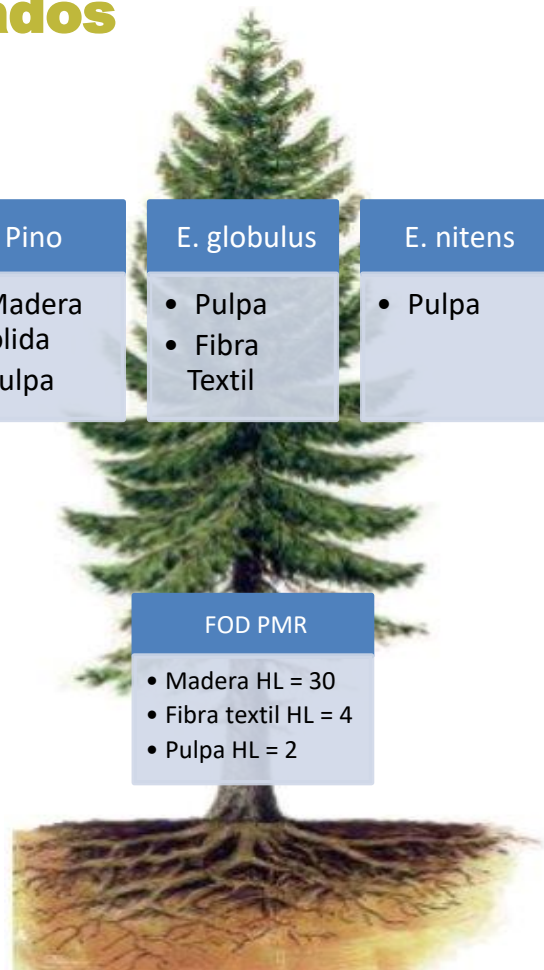 ados
Pino
Madera
ólida
ulpa
E. globulus
• Pulpa
• Fibra
Textil
E. nitens
• Pulpa
FOD PMR
• Madera HL = 30
• Fibra textil HL = 4
• Pulpa HL = 2